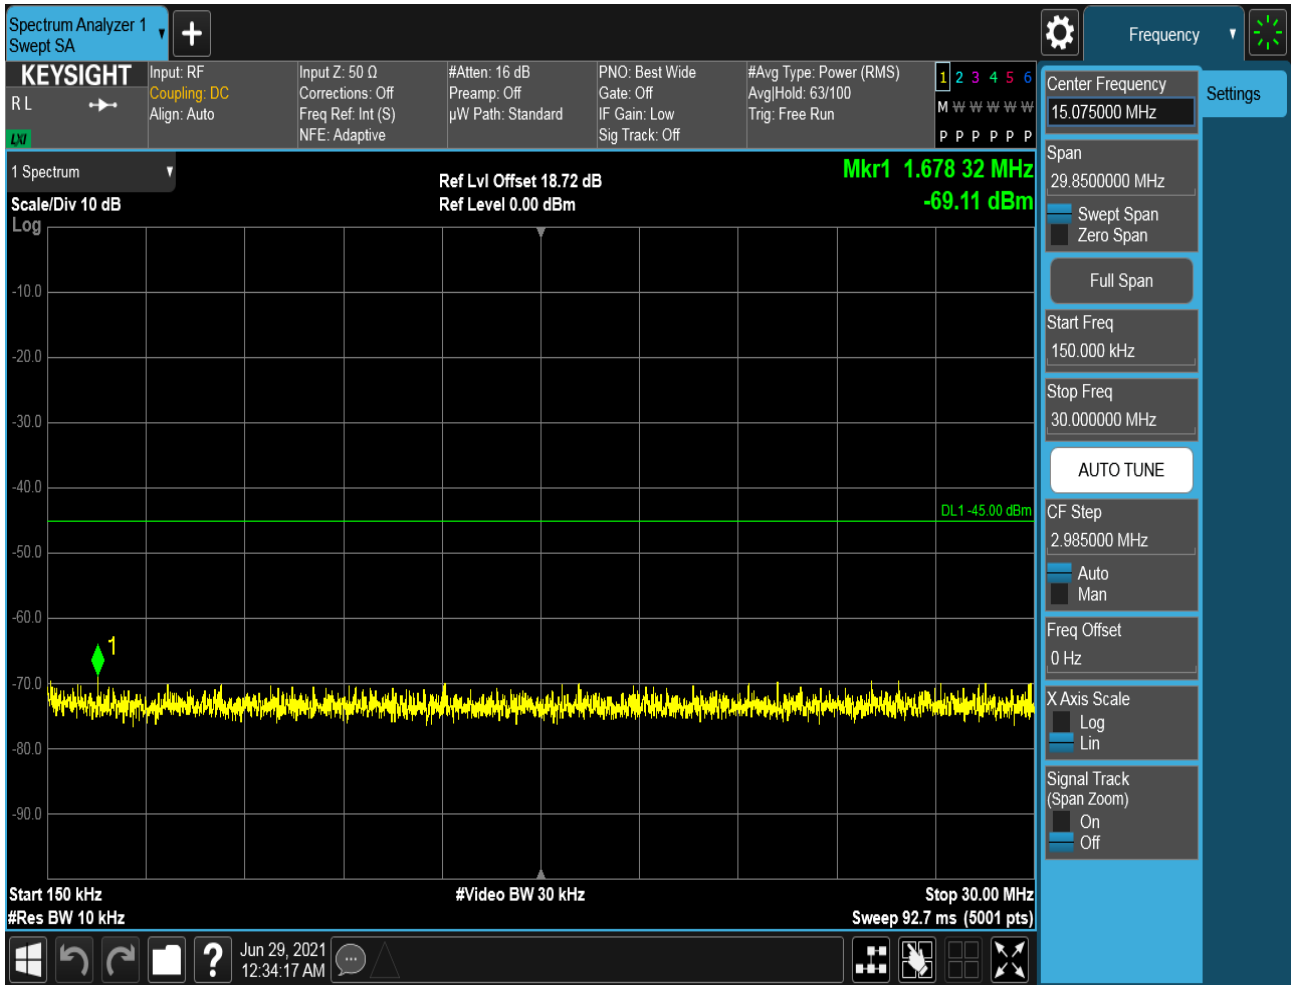 Spectrum Analyzer 1
Swept SA
Frequency
KEYSIGHT
R L
LXI
Input: RF
Coupling: DC
Align: Auto
Input Z: 50 Ω
Corrections: Off
Freq Ref: Int (S)
NFE: Adaptive
#Atten: 16 dB
Preamp: Off
µW Path: Standard
PNO: Best Wide
Gate: Off
IF Gain: Low
Sig Track: Off
#Avg Type: Power (RMS)
Avg|Hold: 63/100
Trig: Free Run
1 2 3 4 5 6
M W W W W W
P P P P P P
1 Spectrum
Scale/Div 10 dB
Log
Ref Lvl Offset 18.72 dB
Ref Level 0.00 dBm
Mkr1 1.678 32 MHz
-69.11 dBm
-10.0
-20.0
-30.0
-40.0
DL1 -45.00 dBm
-50.0
-60.0
1
-70.0
-80.0
-90.0
Start 150 kHz
#Video BW 30 kHz
Stop 30.00 MHz
#Res BW 10 kHz
Sweep 92.7 ms (5001 pts)
?
Jun 29, 2021
12:34:17 AM
Center Frequency
15.075000 MHz
Settings
Span
29.8500000 MHz
Swept Span
Zero Span
Full Span
Start Freq
150.000 kHz
Stop Freq
30.000000 MHz
AUTO TUNE
CF Step
2.985000 MHz
Auto
Man
Freq Offset
0 Hz
X Axis Scale
Log
Lin
Signal Track
(Span Zoom)
On
Off